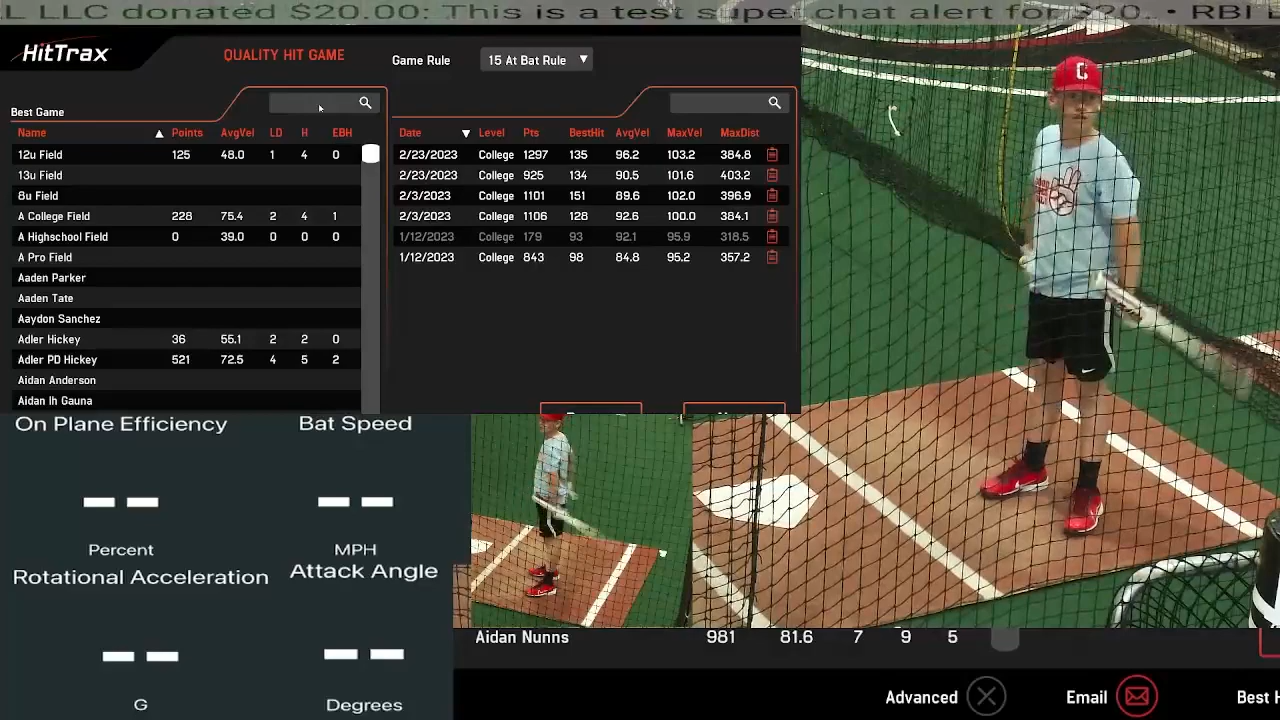 L LLC donated $20.00: This is a test super chat alert for $20. • RBI
HitTrax
QUALITY HIT GAME
Game Rule
15 At Bat Rule
Best Game
Name Points AvgVel LD H EBH
12u Field 125 48.0 1 4 0
13u Field
8u Field
A College Field 228 75.4 2 4 1
A Highschool Field 0 39.0 0 0 0
A Pro Field
Aaden Parker
Aaden Tate
Aaydon Sanchez
Adler Hickey 36 55.1 2 2 0
Adler PD Hickey 521 72.5 4 5 2
Aidan Anderson
Aidan Ih Gauna
Date Level Pts BestHit AvgVel MaxVel MaxDist
2/23/2023 College 1297 135 96.2 103.2 384.8
2/23/2023 College 925 134 90.5 101.6 403.2
2/3/2023 College 1101 151 89.6 102.0 396.9
2/3/2023 College 1106 128 92.6 100.0 384.1
1/12/2023 College 179 93 92.1 95.9 318.5
1/12/2023 College 843 98 84.8 95.2 357.2
C
On Plane Efficiency
Bat Speed
-- --
Percent
MPH
Rotational Acceleration
Attack Angle
-- --
G
Degrees
Aidan Nunns 981 81.6 7 9 5
Advanced
Email
Best H